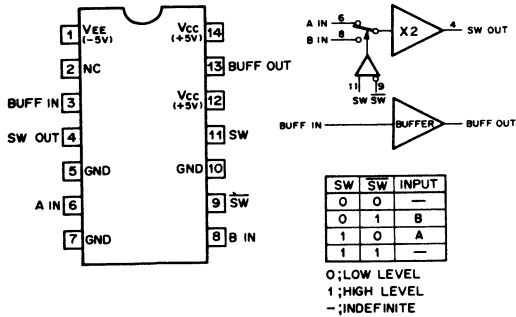 1 VEE (-5V)
2 NC
BUFF IN 3
SW OUT 4
5 GND
A IN 6
7 GND
VCC (+5V) 14
13 BUFF OUT
VCC (+5V) 12
11 SW
GND 10
9 S̅W̅
8 B IN
A IN 6
B IN 8
X2
4 SW OUT
11 9
SW S̅W̅
BUFF IN BUFFER BUFF OUT
SW S̅W̅ INPUT
0 0 —
0 1 B
1 0 A
1 1 —
0;LOW LEVEL
1;HIGH LEVEL
-;INDEFINITE